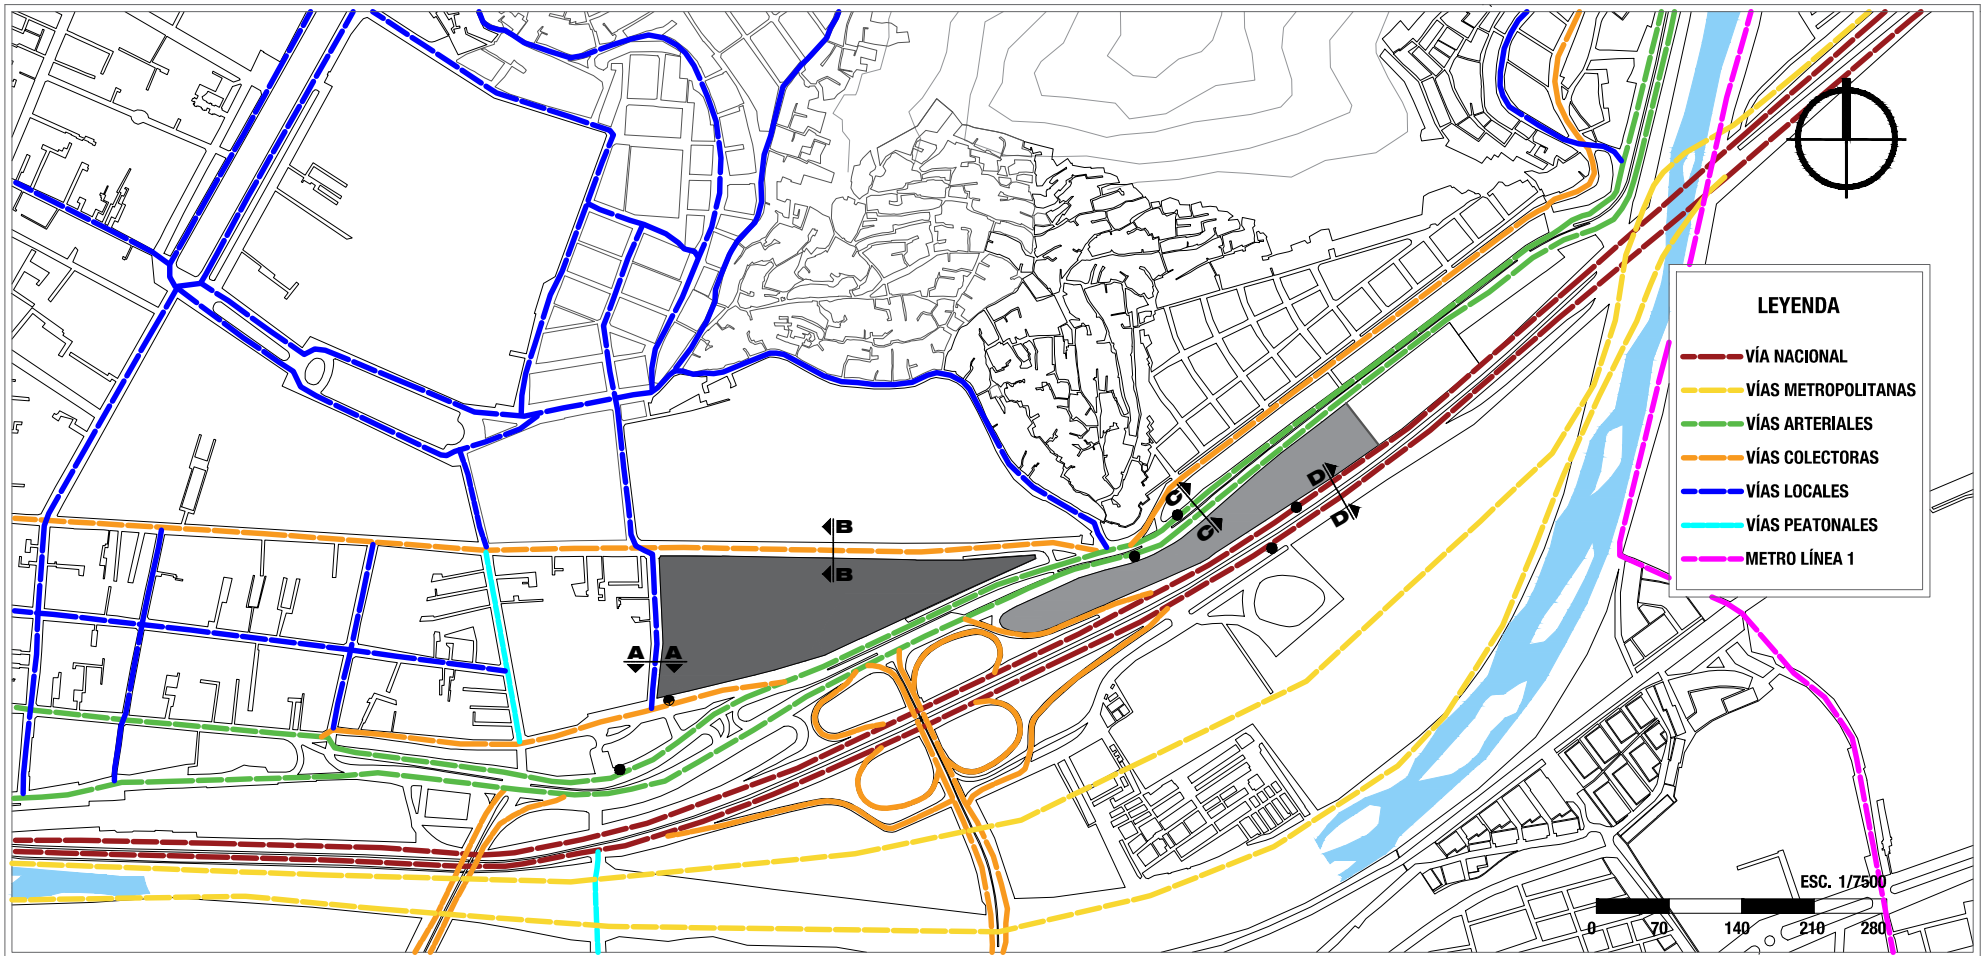 LEYENDA
VÍA NACIONAL
VÍAS METROPOLITANAS
VÍAS ARTERIALES
VÍAS COLECTORAS
VÍAS LOCALES
VÍAS PEATONALES
METRO LÍNEA 1
C
D
C
D
B
B
A A
ESC. 1/7500
0 70 140 210 280